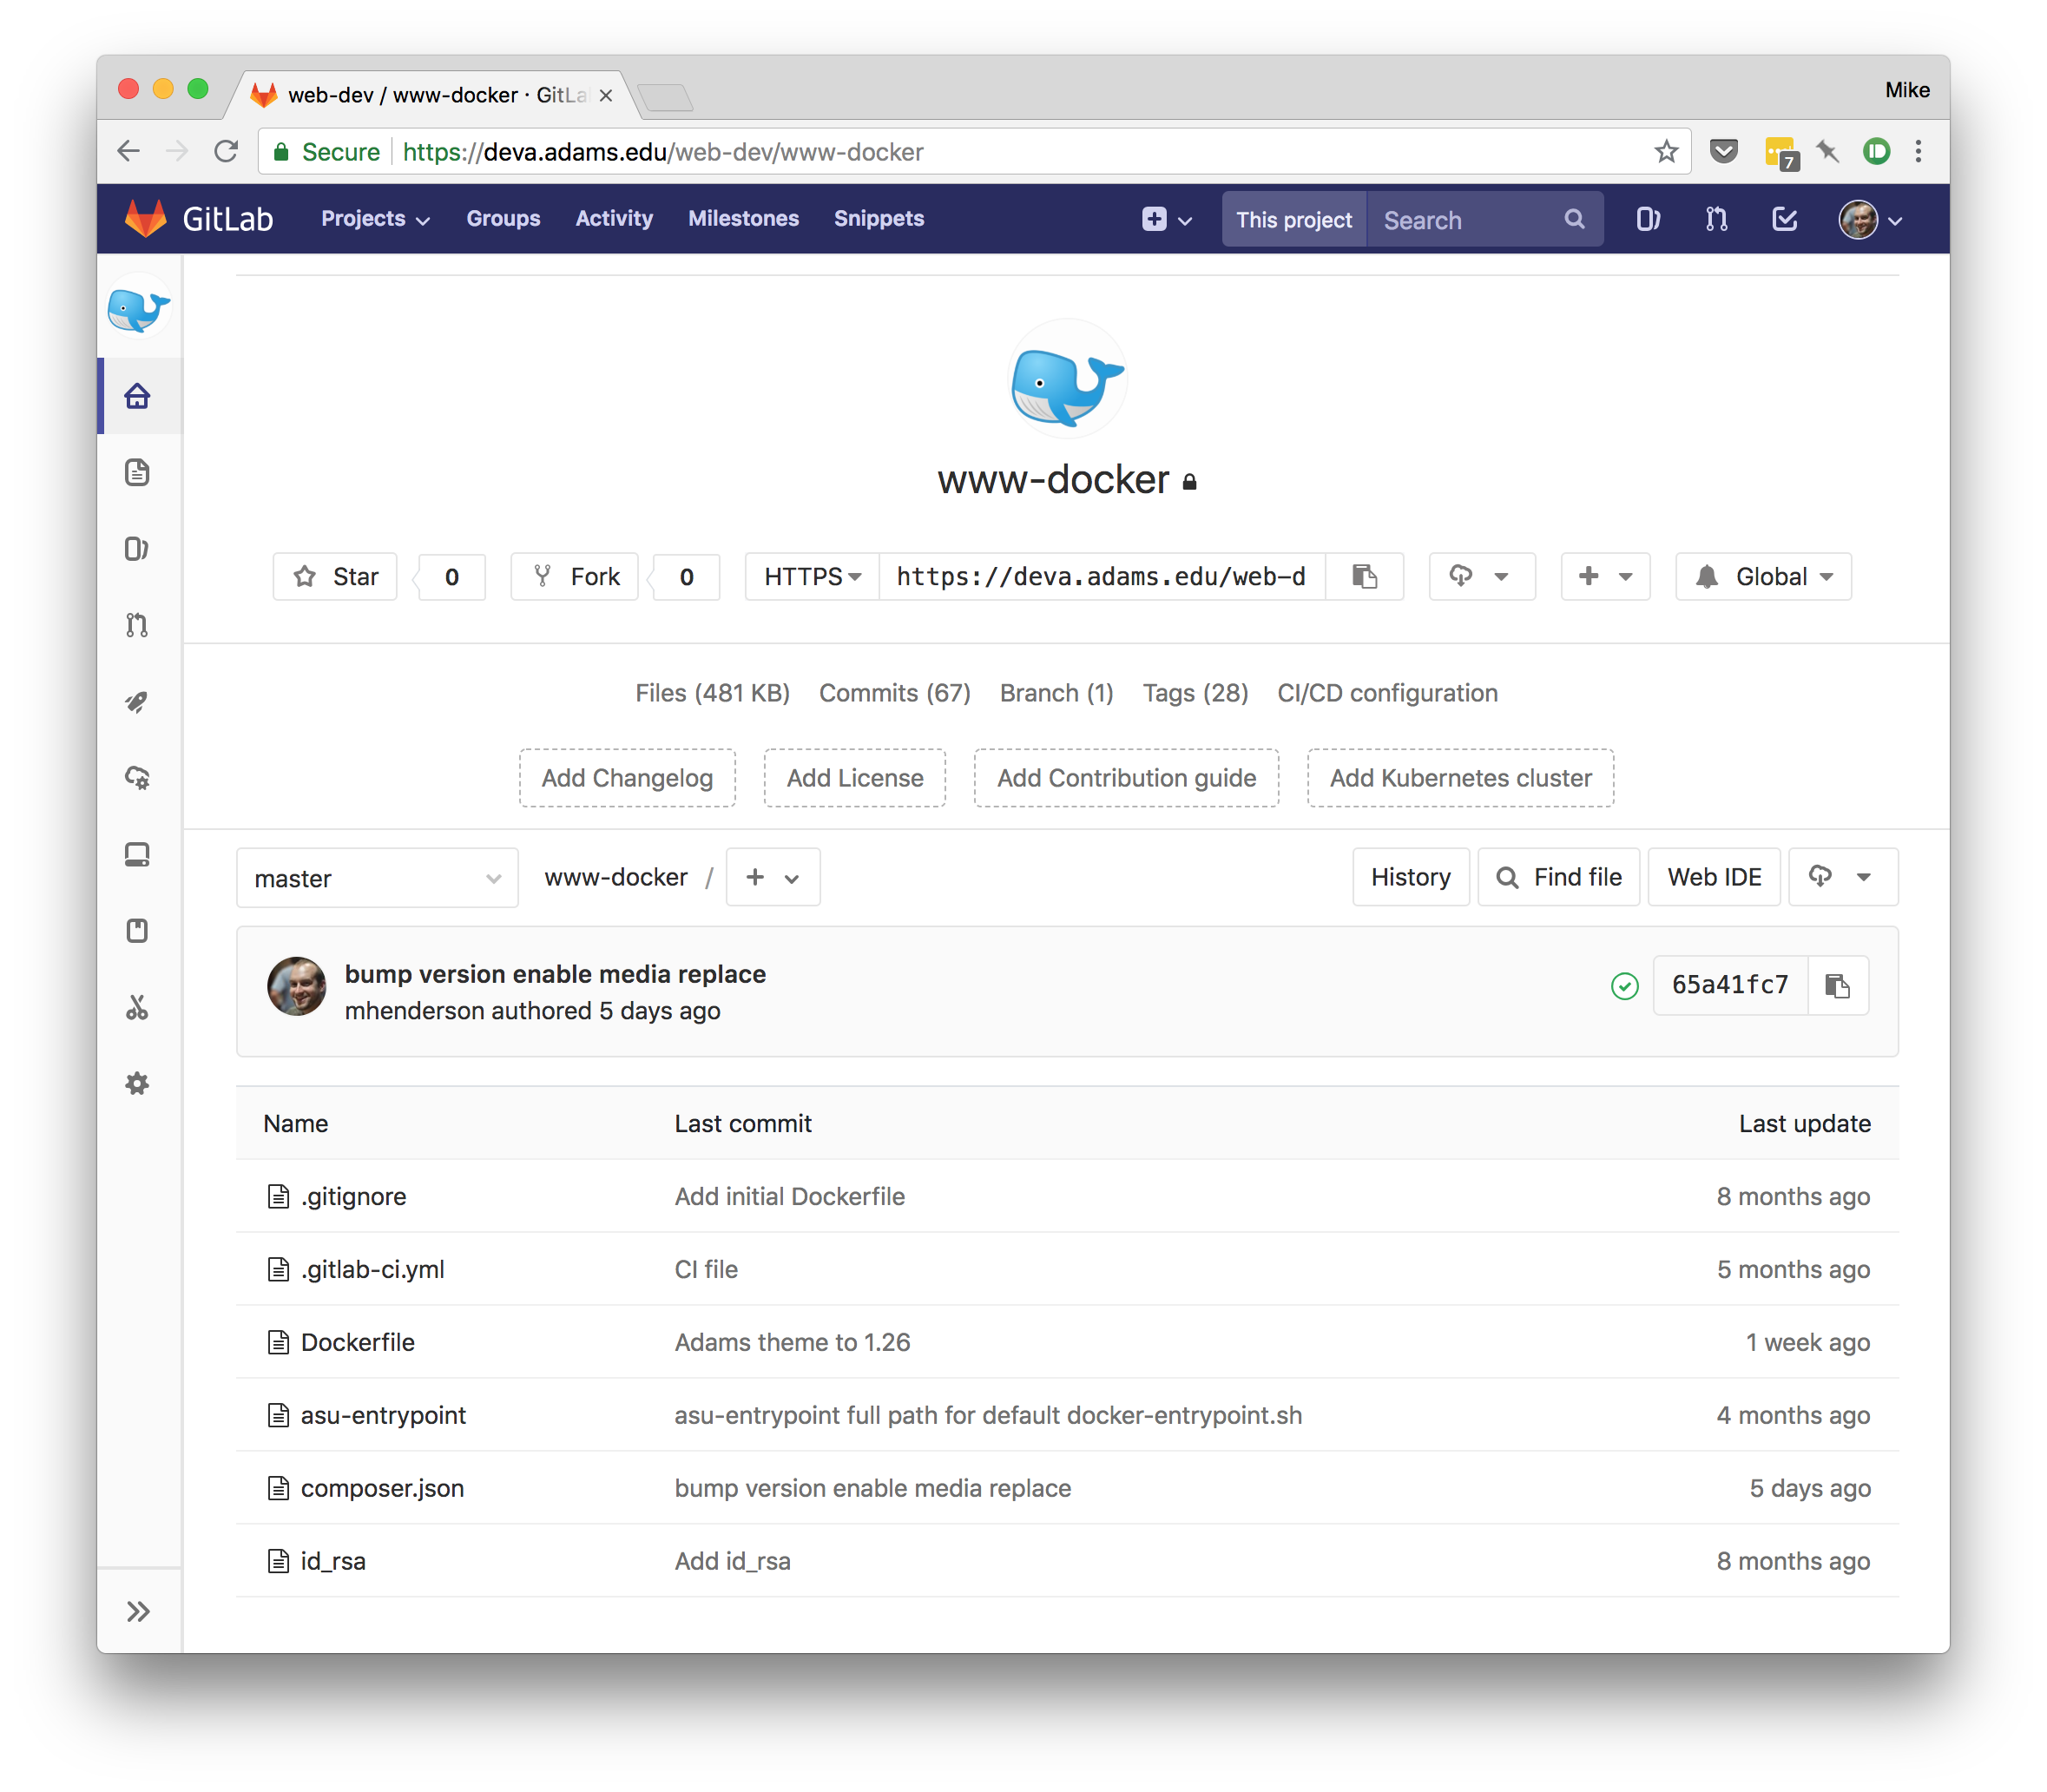 web-dev / www-docker · GitLa
Mike
Secure https://deva.adams.edu/web-dev/www-docker
7
GitLab Projects Groups Activity Milestones Snippets This project Search
www-docker
Star 0 Fork 0 HTTPS https://deva.adams.edu/web-d Global
Files (481 KB) Commits (67) Branch (1) Tags (28) CI/CD configuration
Add Changelog Add License Add Contribution guide Add Kubernetes cluster
master www-docker / + History Find file Web IDE
bump version enable media replace
mhenderson authored 5 days ago
65a41fc7
Name Last commit Last update
.gitignore Add initial Dockerfile 8 months ago
.gitlab-ci.yml CI file 5 months ago
Dockerfile Adams theme to 1.26 1 week ago
asu-entrypoint asu-entrypoint full path for default docker-entrypoint.sh 4 months ago
composer.json bump version enable media replace 5 days ago
id_rsa Add id_rsa 8 months ago